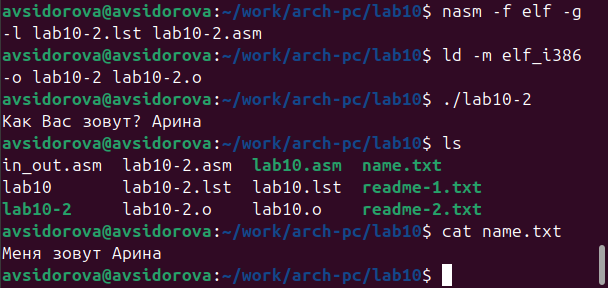 avsidorova@avsidorova:~/work/arch-pc/lab10$ nasm -f elf -g
-l lab10-2.lst lab10-2.asm
avsidorova@avsidorova:~/work/arch-pc/lab10$ ld -m elf_i386
-o lab10-2 lab10-2.o
avsidorova@avsidorova:~/work/arch-pc/lab10$ ./lab10-2
Как Вас зовут? Арина
avsidorova@avsidorova:~/work/arch-pc/lab10$ ls
in_out.asm lab10-2.asm lab10.asm name.txt
lab10 lab10-2.lst lab10.lst readme-1.txt
lab10-2 lab10-2.o lab10.o readme-2.txt
avsidorova@avsidorova:~/work/arch-pc/lab10$ cat name.txt
Меня зовут Арина
avsidorova@avsidorova:~/work/arch-pc/lab10$